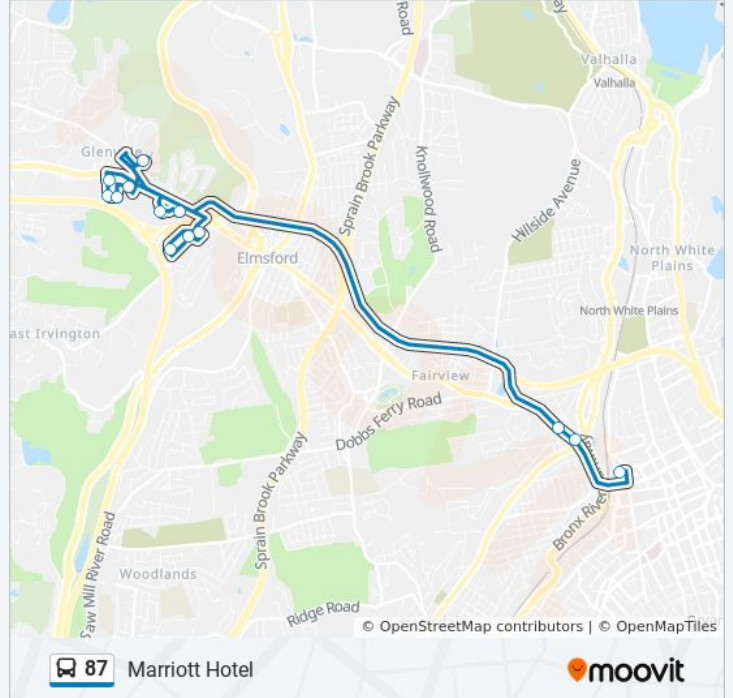 Road
Valhalla
Valhalla
Sprain Brook Parkway
Knollwood Road
Hillside Avenue
North White
Plains
Elmsford
North White Plains
ast Irvington
Fairview
Dobbs Ferry Road
Sprain Brook Parkway
Bronx River
Saw Mill River Road
Woodlands
Ridge Road
© OpenStreetMap contributors | © OpenMapTiles
87 Marriott Hotel
moovit